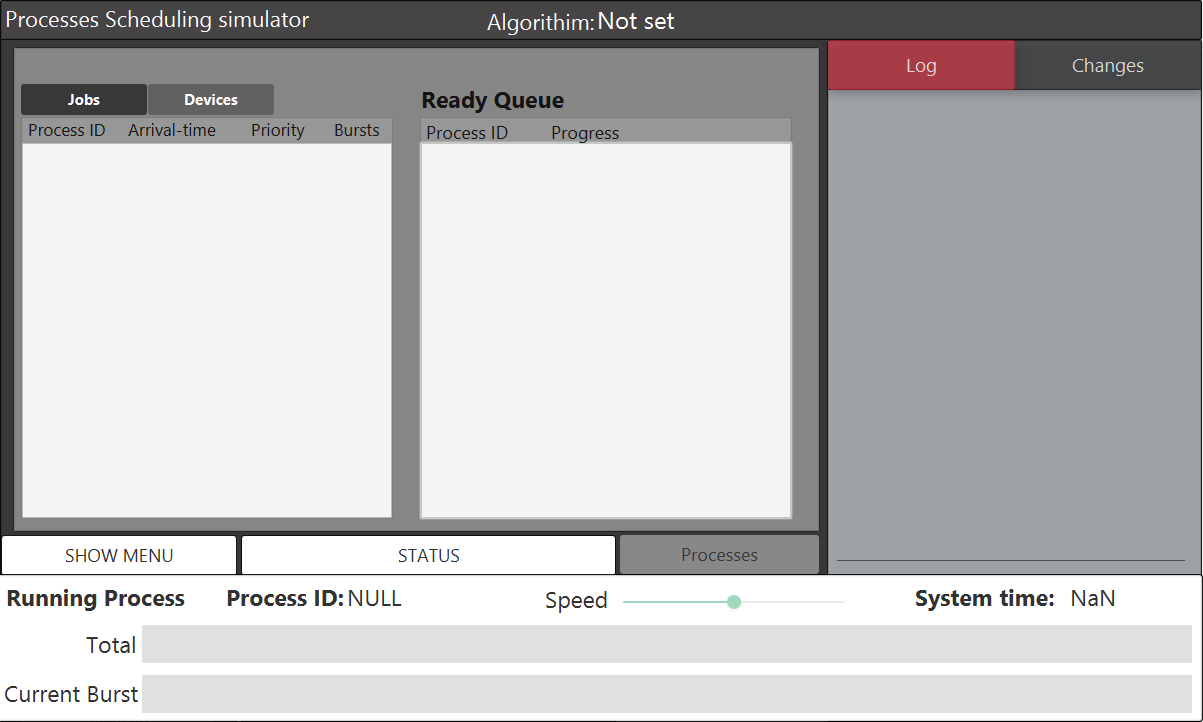 Processes Scheduling simulator
Algorithim: Not set
Log
Changes
Jobs
Devices
Process ID Arrival-time Priority Bursts
Ready Queue
Process ID Progress
SHOW MENU
STATUS
Processes
Running Process
Process ID: NULL
Speed
System time: NaN
Total
Current Burst